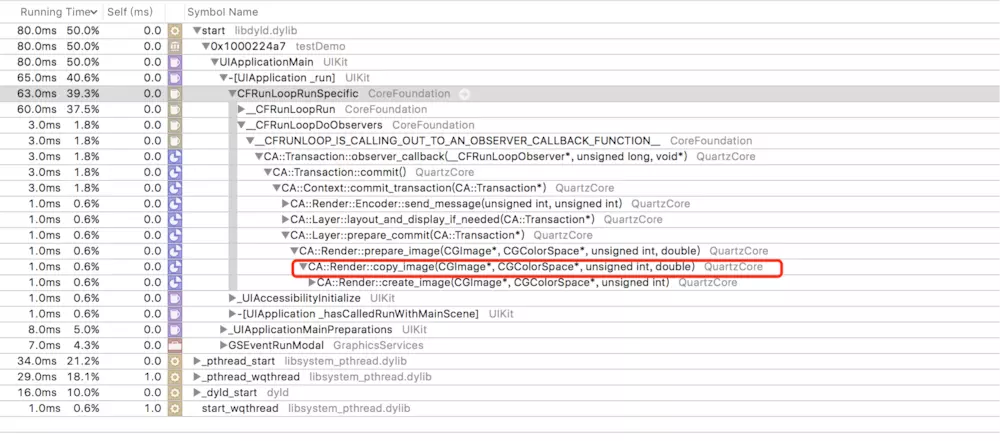 Running Time Self (ms) Symbol Name
80.0ms 50.0% 0.0 start libdyld.dylib
80.0ms 50.0% 0.0 0x1000224a7 testDemo
80.0ms 50.0% 0.0 UIApplicationMain UIKit
65.0ms 40.6% 0.0 -[UIApplication _run] UIKit
63.0ms 39.3% 0.0 CFRunLoopRunSpecific CoreFoundation
60.0ms 37.5% 0.0 __CFRunLoopRun CoreFoundation
3.0ms 1.8% 0.0 __CFRunLoopDoObservers CoreFoundation
3.0ms 1.8% 0.0 __CFRUNLOOP_IS_CALLING_OUT_TO_AN_OBSERVER_CALLBACK_FUNCTION__ CoreFoundation
3.0ms 1.8% 0.0 CA::Transaction::observer_callback(__CFRunLoopObserver*, unsigned long, void*) QuartzCore
3.0ms 1.8% 0.0 CA::Transaction::commit() QuartzCore
3.0ms 1.8% 0.0 CA::Context::commit_transaction(CA::Transaction*) QuartzCore
1.0ms 0.6% 0.0 CA::Render::Encoder::send_message(unsigned int, unsigned int) QuartzCore
1.0ms 0.6% 0.0 CA::Layer::layout_and_display_if_needed(CA::Transaction*) QuartzCore
1.0ms 0.6% 0.0 CA::Layer::prepare_commit(CA::Transaction*) QuartzCore
1.0ms 0.6% 0.0 CA::Render::prepare_image(CGImage*, CGColorSpace*, unsigned int, double) QuartzCore
1.0ms 0.6% 0.0 CA::Render::copy_image(CGImage*, CGColorSpace*, unsigned int, double) QuartzCore
1.0ms 0.6% 0.0 CA::Render::create_image(CGImage*, CGColorSpace*, unsigned int) QuartzCore
1.0ms 0.6% 0.0 _UIAccessibilityInitialize UIKit
1.0ms 0.6% 0.0 -[UIApplication _hasCalledRunWithMainScene] UIKit
8.0ms 5.0% 0.0 _UIApplicationMainPreparations UIKit
7.0ms 4.3% 0.0 GSEventRunModal GraphicsServices
34.0ms 21.2% 0.0 _pthread_start libsystem_pthread.dylib
29.0ms 18.1% 1.0 _pthread_wqthread libsystem_pthread.dylib
16.0ms 10.0% 0.0 _dyld_start dyld
1.0ms 0.6% 1.0 start_wqthread libsystem_pthread.dylib